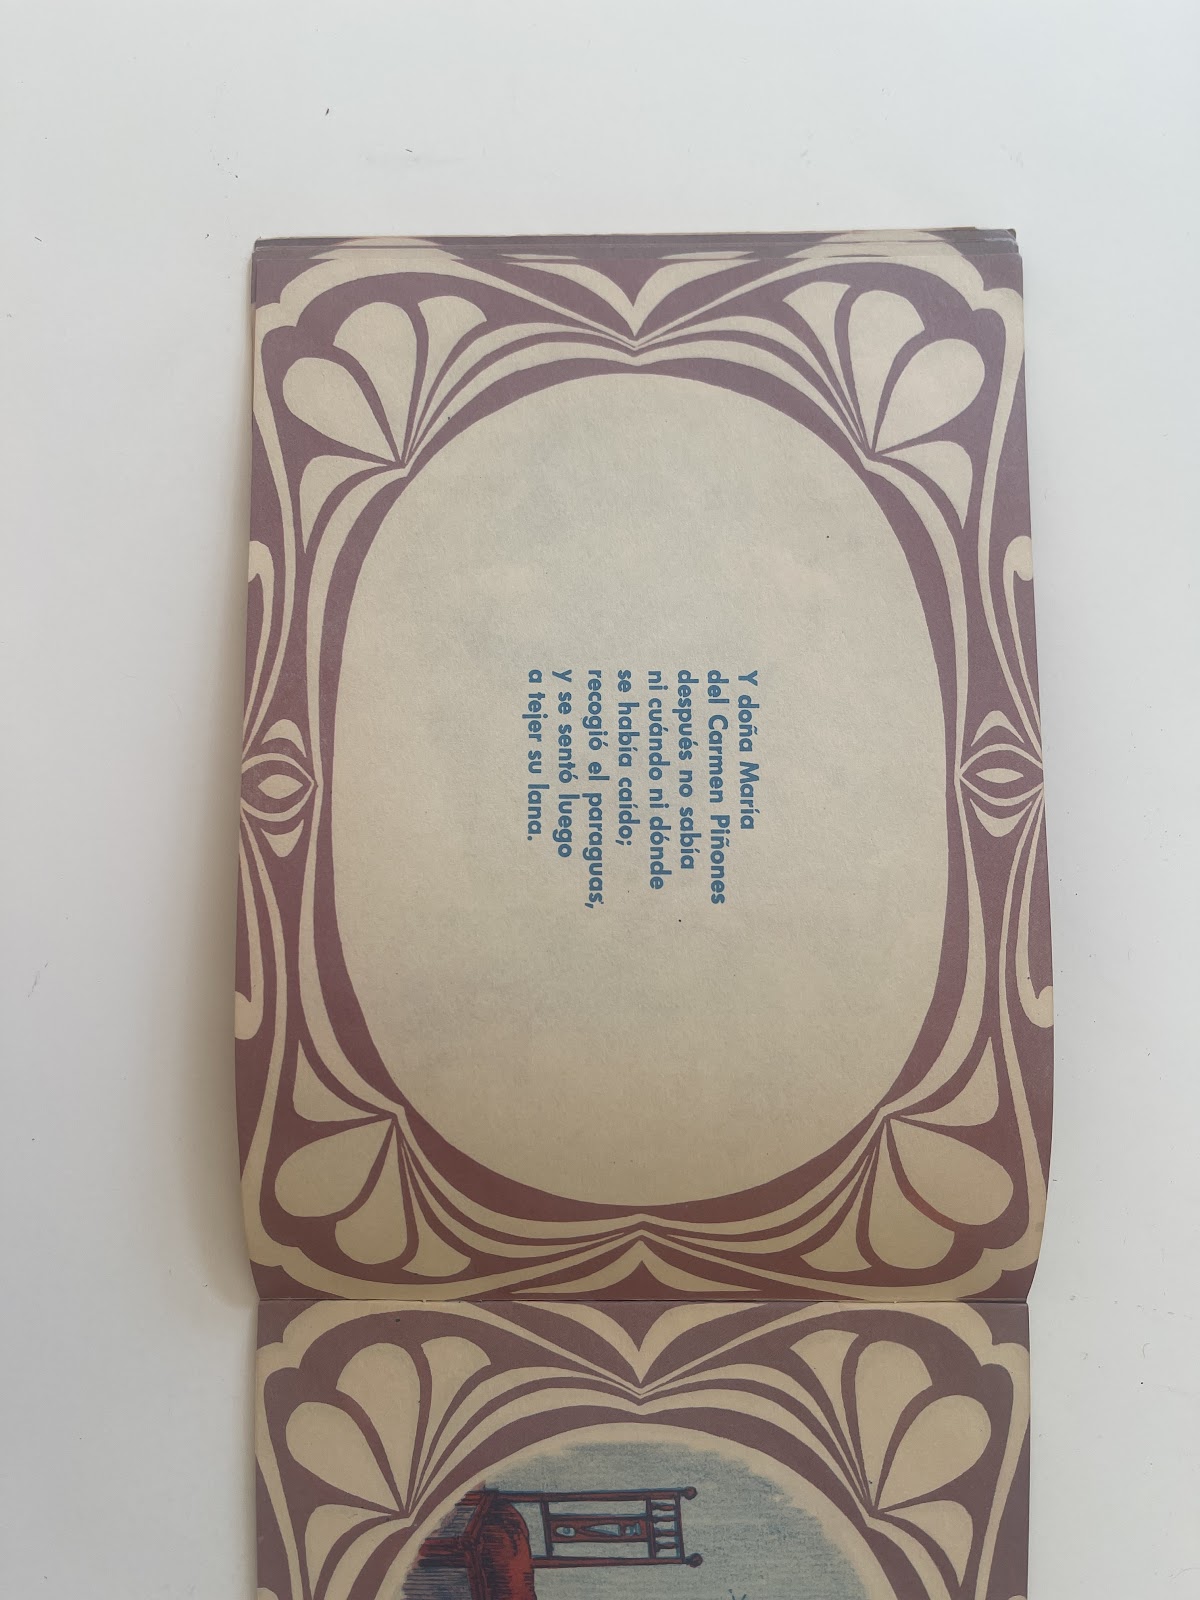 Y doña María
del Carmen Piñones
después no sabía
ni cuándo ni dónde
se había caído;
recogió el paraguas,
y se sentó luego
a tejer su lana.